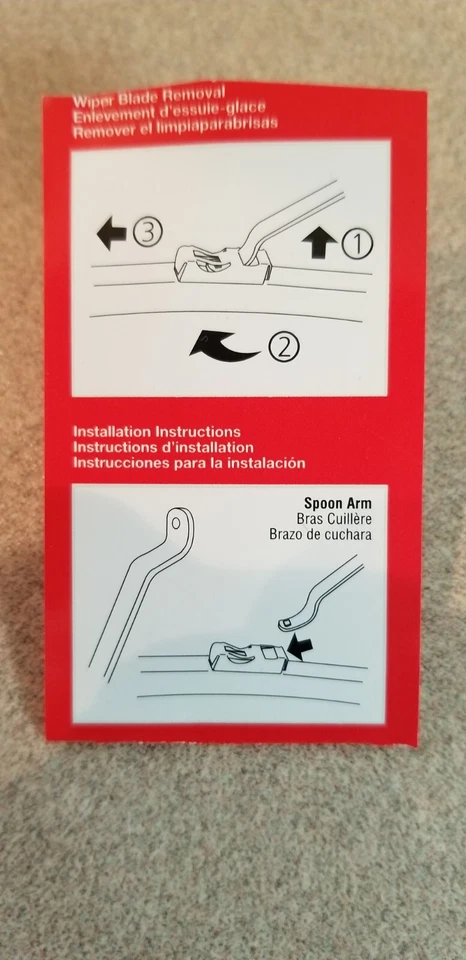 Wiper Blade Removal
Enlevement d'essuie-glace
Remover el limpiaparabrisas
③
①
②
Installation Instructions
Instructions d'installation
Instrucciones para la instalación
Spoon Arm
Bras Cuillère
Brazo de cuchara